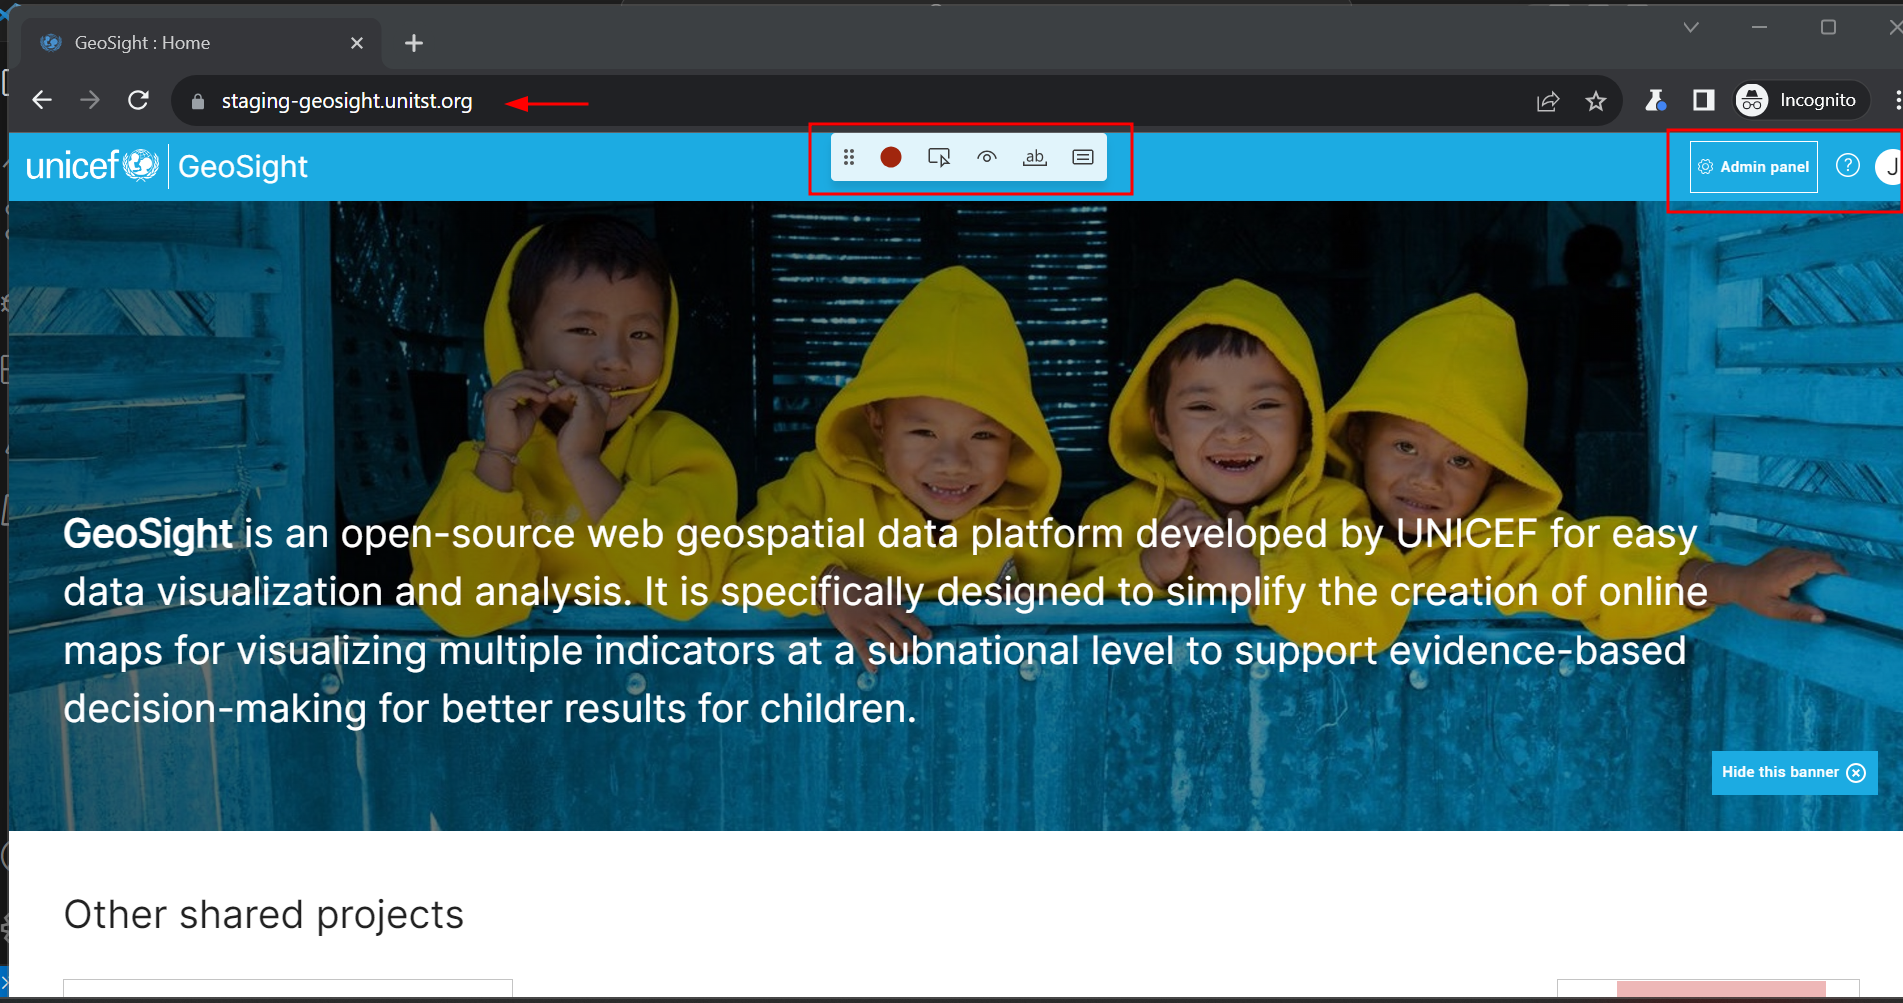 GeoSight : Home
staging-geosight.unitst.org
Incognito
unicef GeoSight
ab
Admin panel
?
J
GeoSight is an open-source web geospatial data platform developed by UNICEF for easy
data visualization and analysis. It is specifically designed to simplify the creation of online
maps for visualizing multiple indicators at a subnational level to support evidence-based
decision-making for better results for children.
Hide this banner
Other shared projects